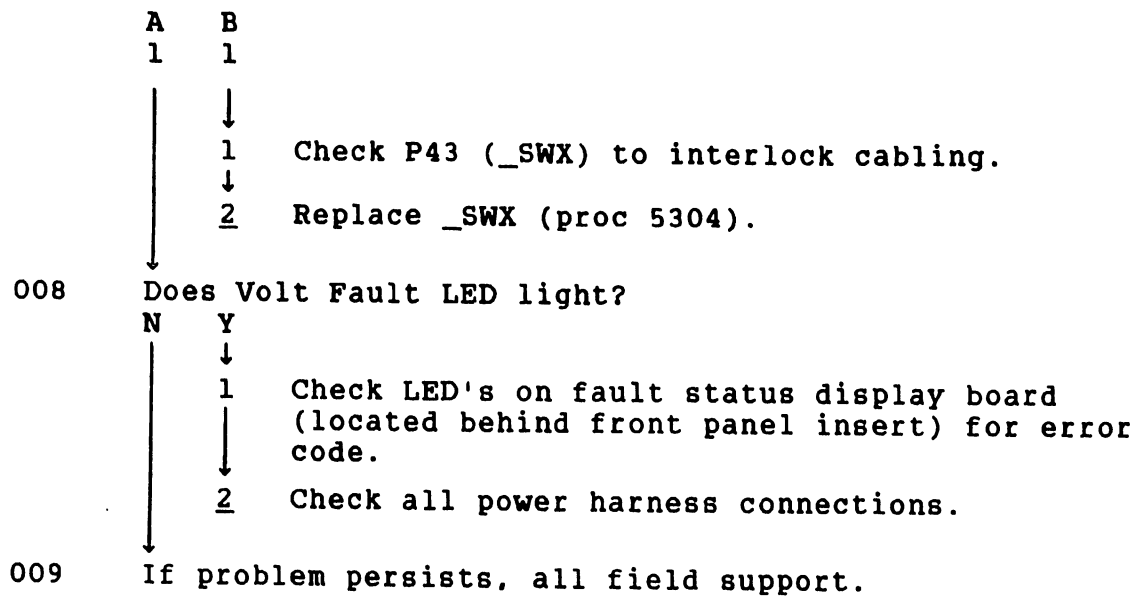 A B
1 1
1 Check P43 (_SWX) to interlock cabling.
2 Replace _SWX (proc 5304).
008 Does Volt Fault LED light?
N Y
1 Check LED's on fault status display board
(located behind front panel insert) for error
code.
2 Check all power harness connections.
009 If problem persists, all field support.